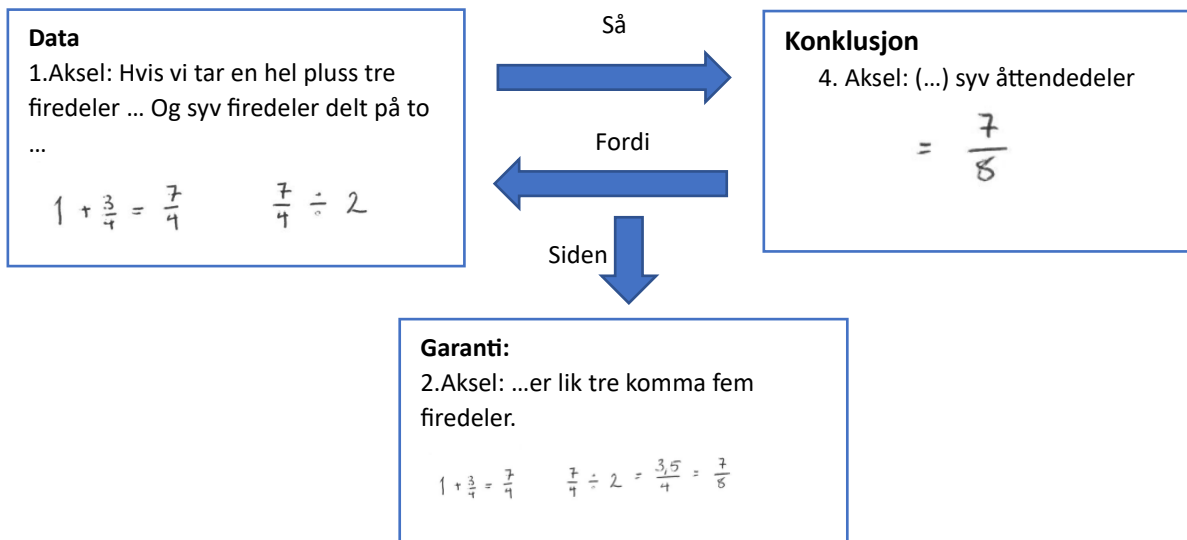 Data
1.Aksel: Hvis vi tar en hel pluss tre
firedeler ... Og syv firedeler delt på to
...
1 + 3/4 = 7/4 7/4 ÷ 2
Så
Fordi
Siden
Konklusjon
4. Aksel: (...) syv åttendedeler
= 7/8
Garanti:
2.Aksel: ...er lik tre komma fem
firedeler.
1 + 3/4 = 7/4 7/4 ÷ 2 = 3,5/4 = 7/8